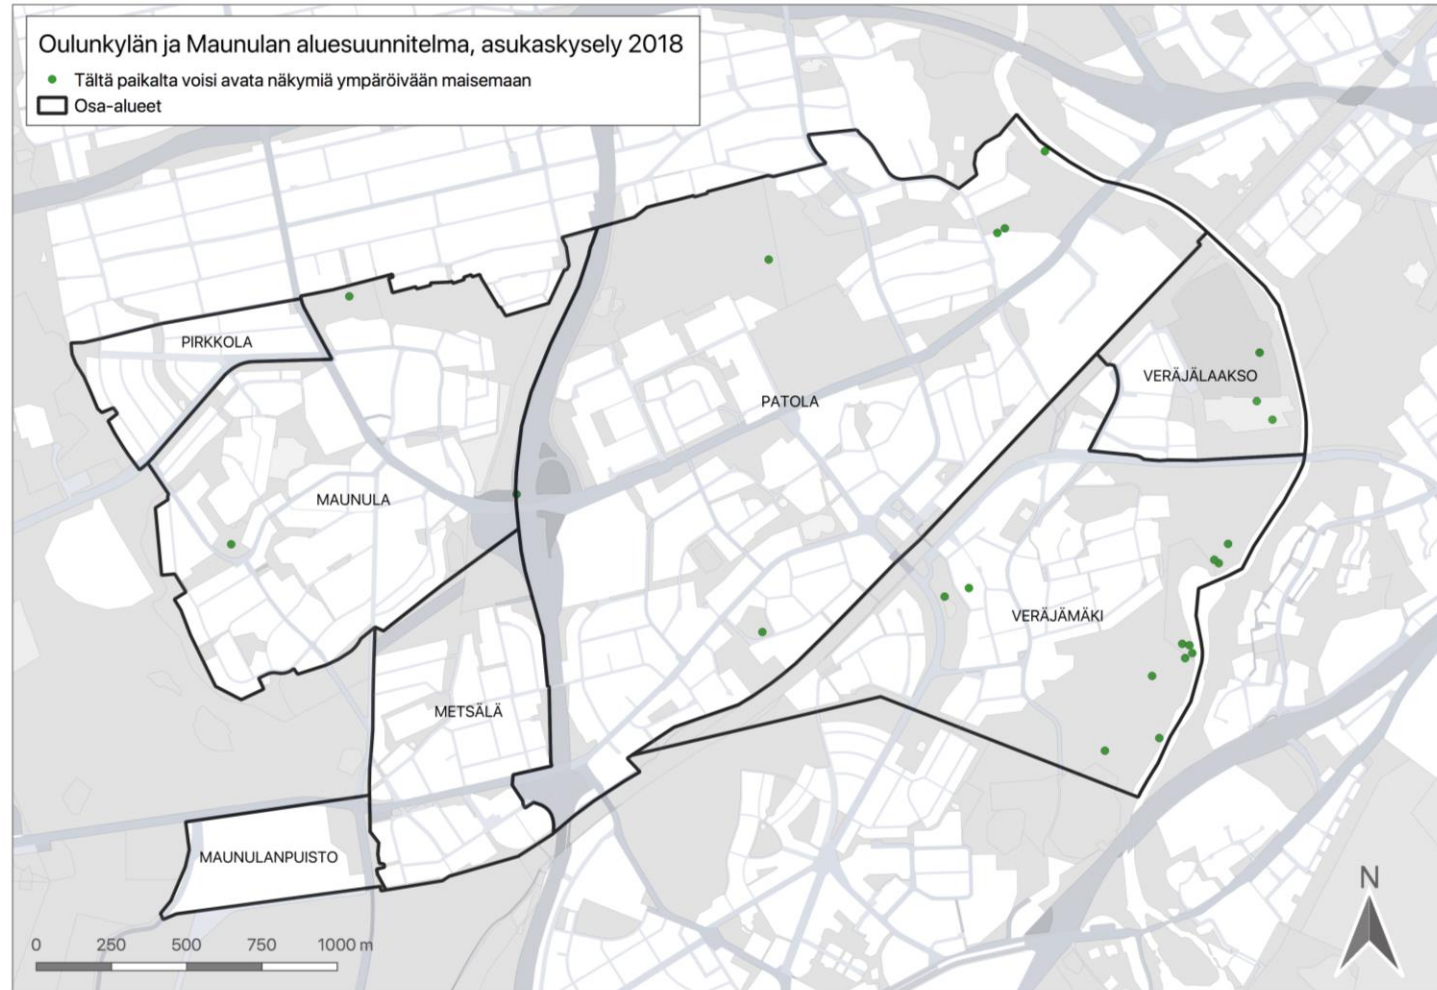 Oulunkylän ja Maunulan aluesuunnitelma, asukaskysely 2018
Tältä paikalta voisi avata näkymiä ympäröivään maisemaan
Osa-alueet
PIRKKOLA
VERÄJÄLAAKSO
PATOLA
MAUNULA
VERÄJÄMÄKI
METSÄLÄ
MAUNULANPUISTO
N
0 250 500 750 1000 m